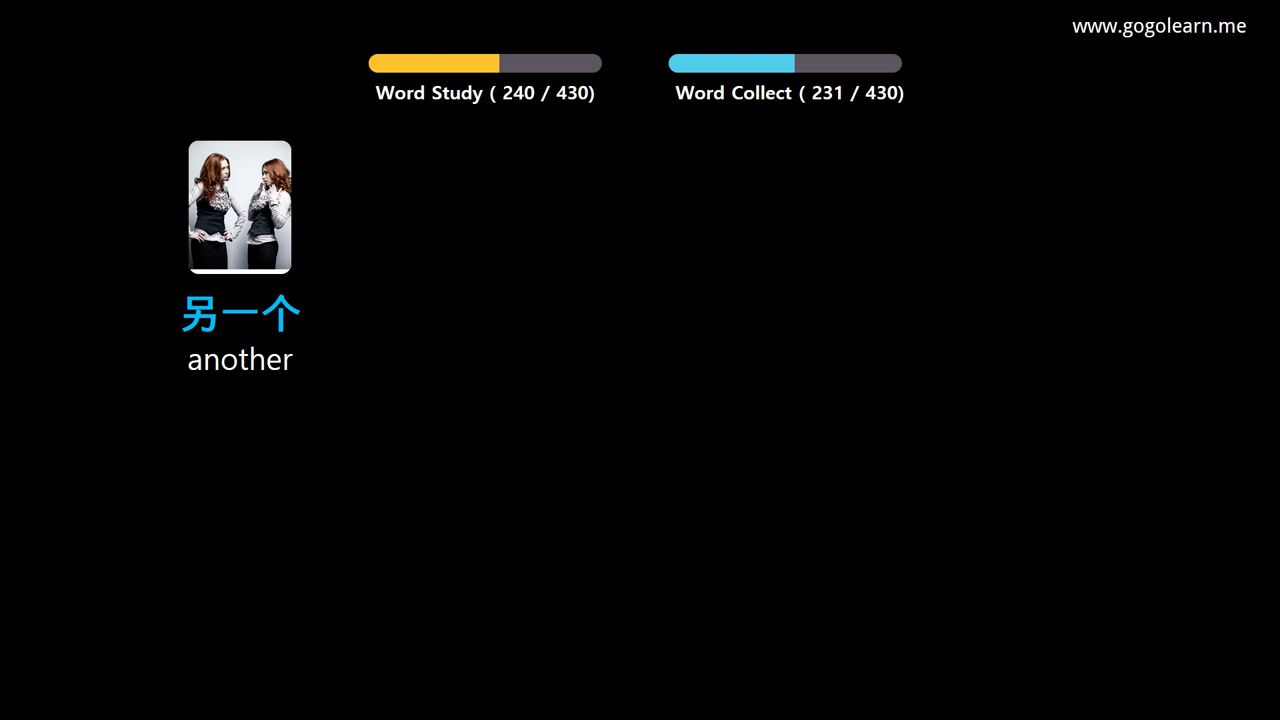 www.gogolearn.me
Word Study ( 240 / 430)
Word Collect ( 231 / 430)
另一个
another